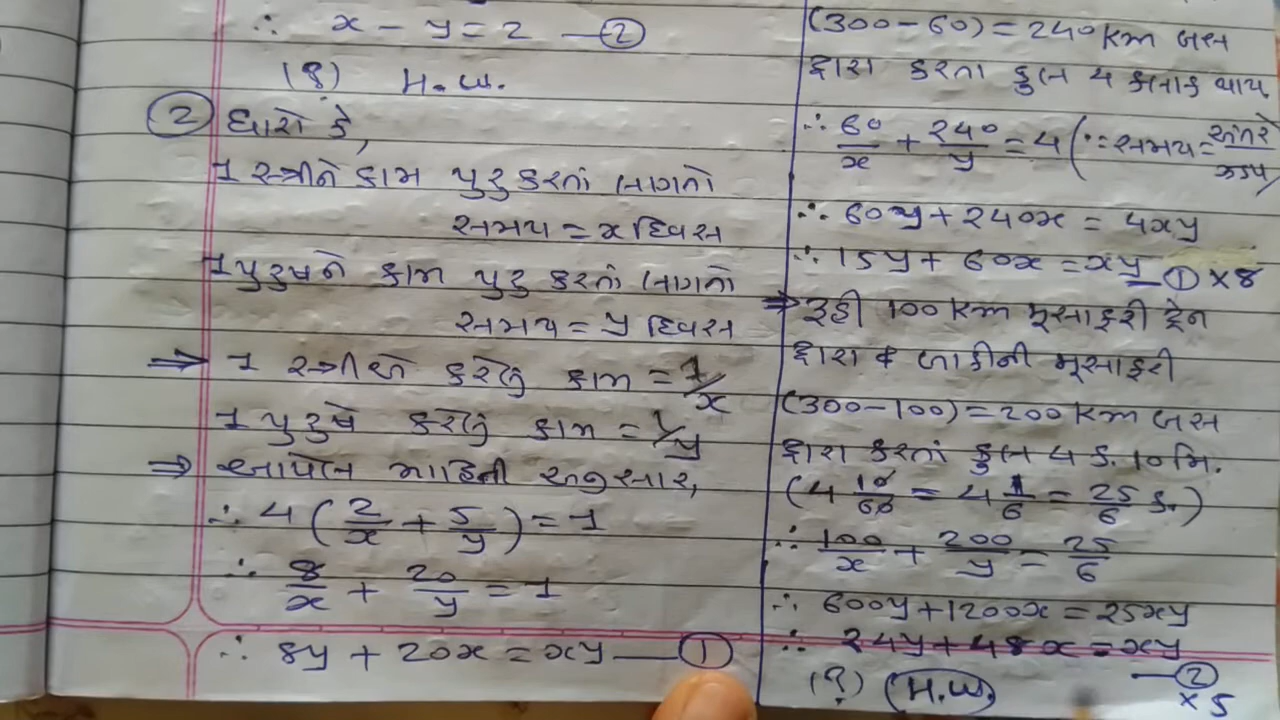 ∴ x - y = 2 —②
(?) H.W.
② ધારો કે,
1 સ્ત્રીને કામ પુરુ કરતાં લાગતો
સમય = x દિવસ
1 પુરુષને કામ પુરુ કરતાં લાગતો
સમય = y દિવસ
⇒ 1 સ્ત્રીએ કરેલું કામ = 1/x
1 પુરુષે કરેલું કામ = 1/y
⇒ આપેલ માહિતી અનુસાર,
∴ 4 (2/x + 5/y) = 1
∴ 8/x + 20/y = 1
∴ 8y + 20x = xy —①
(300-60) = 240 km બસ
દ્વારા કરતા કુલ 4 કલાક થાય.
∴ 60/x + 240/y = 4 (∵ સમય = અંતર/ઝડપ)
∴ 60y + 240x = 4xy
∴ 15y + 60x = xy —① × 8
⇒ રૂહી 100 km મુસાફરી ટ્રેન
દ્વારા જ બાકીની મુસાફરી
(300-100) = 200 km બસ
દ્વારા કરતાં કુલ 4 ક. 10 મિ.
(4 10/60 = 4 1/6 = 25/6 ક.)
∴ 100/x + 200/y = 25/6
∴ 600y + 1200x = 25xy
∴ 24y + 48x = xy
—② × 5
(?) (H.W.)